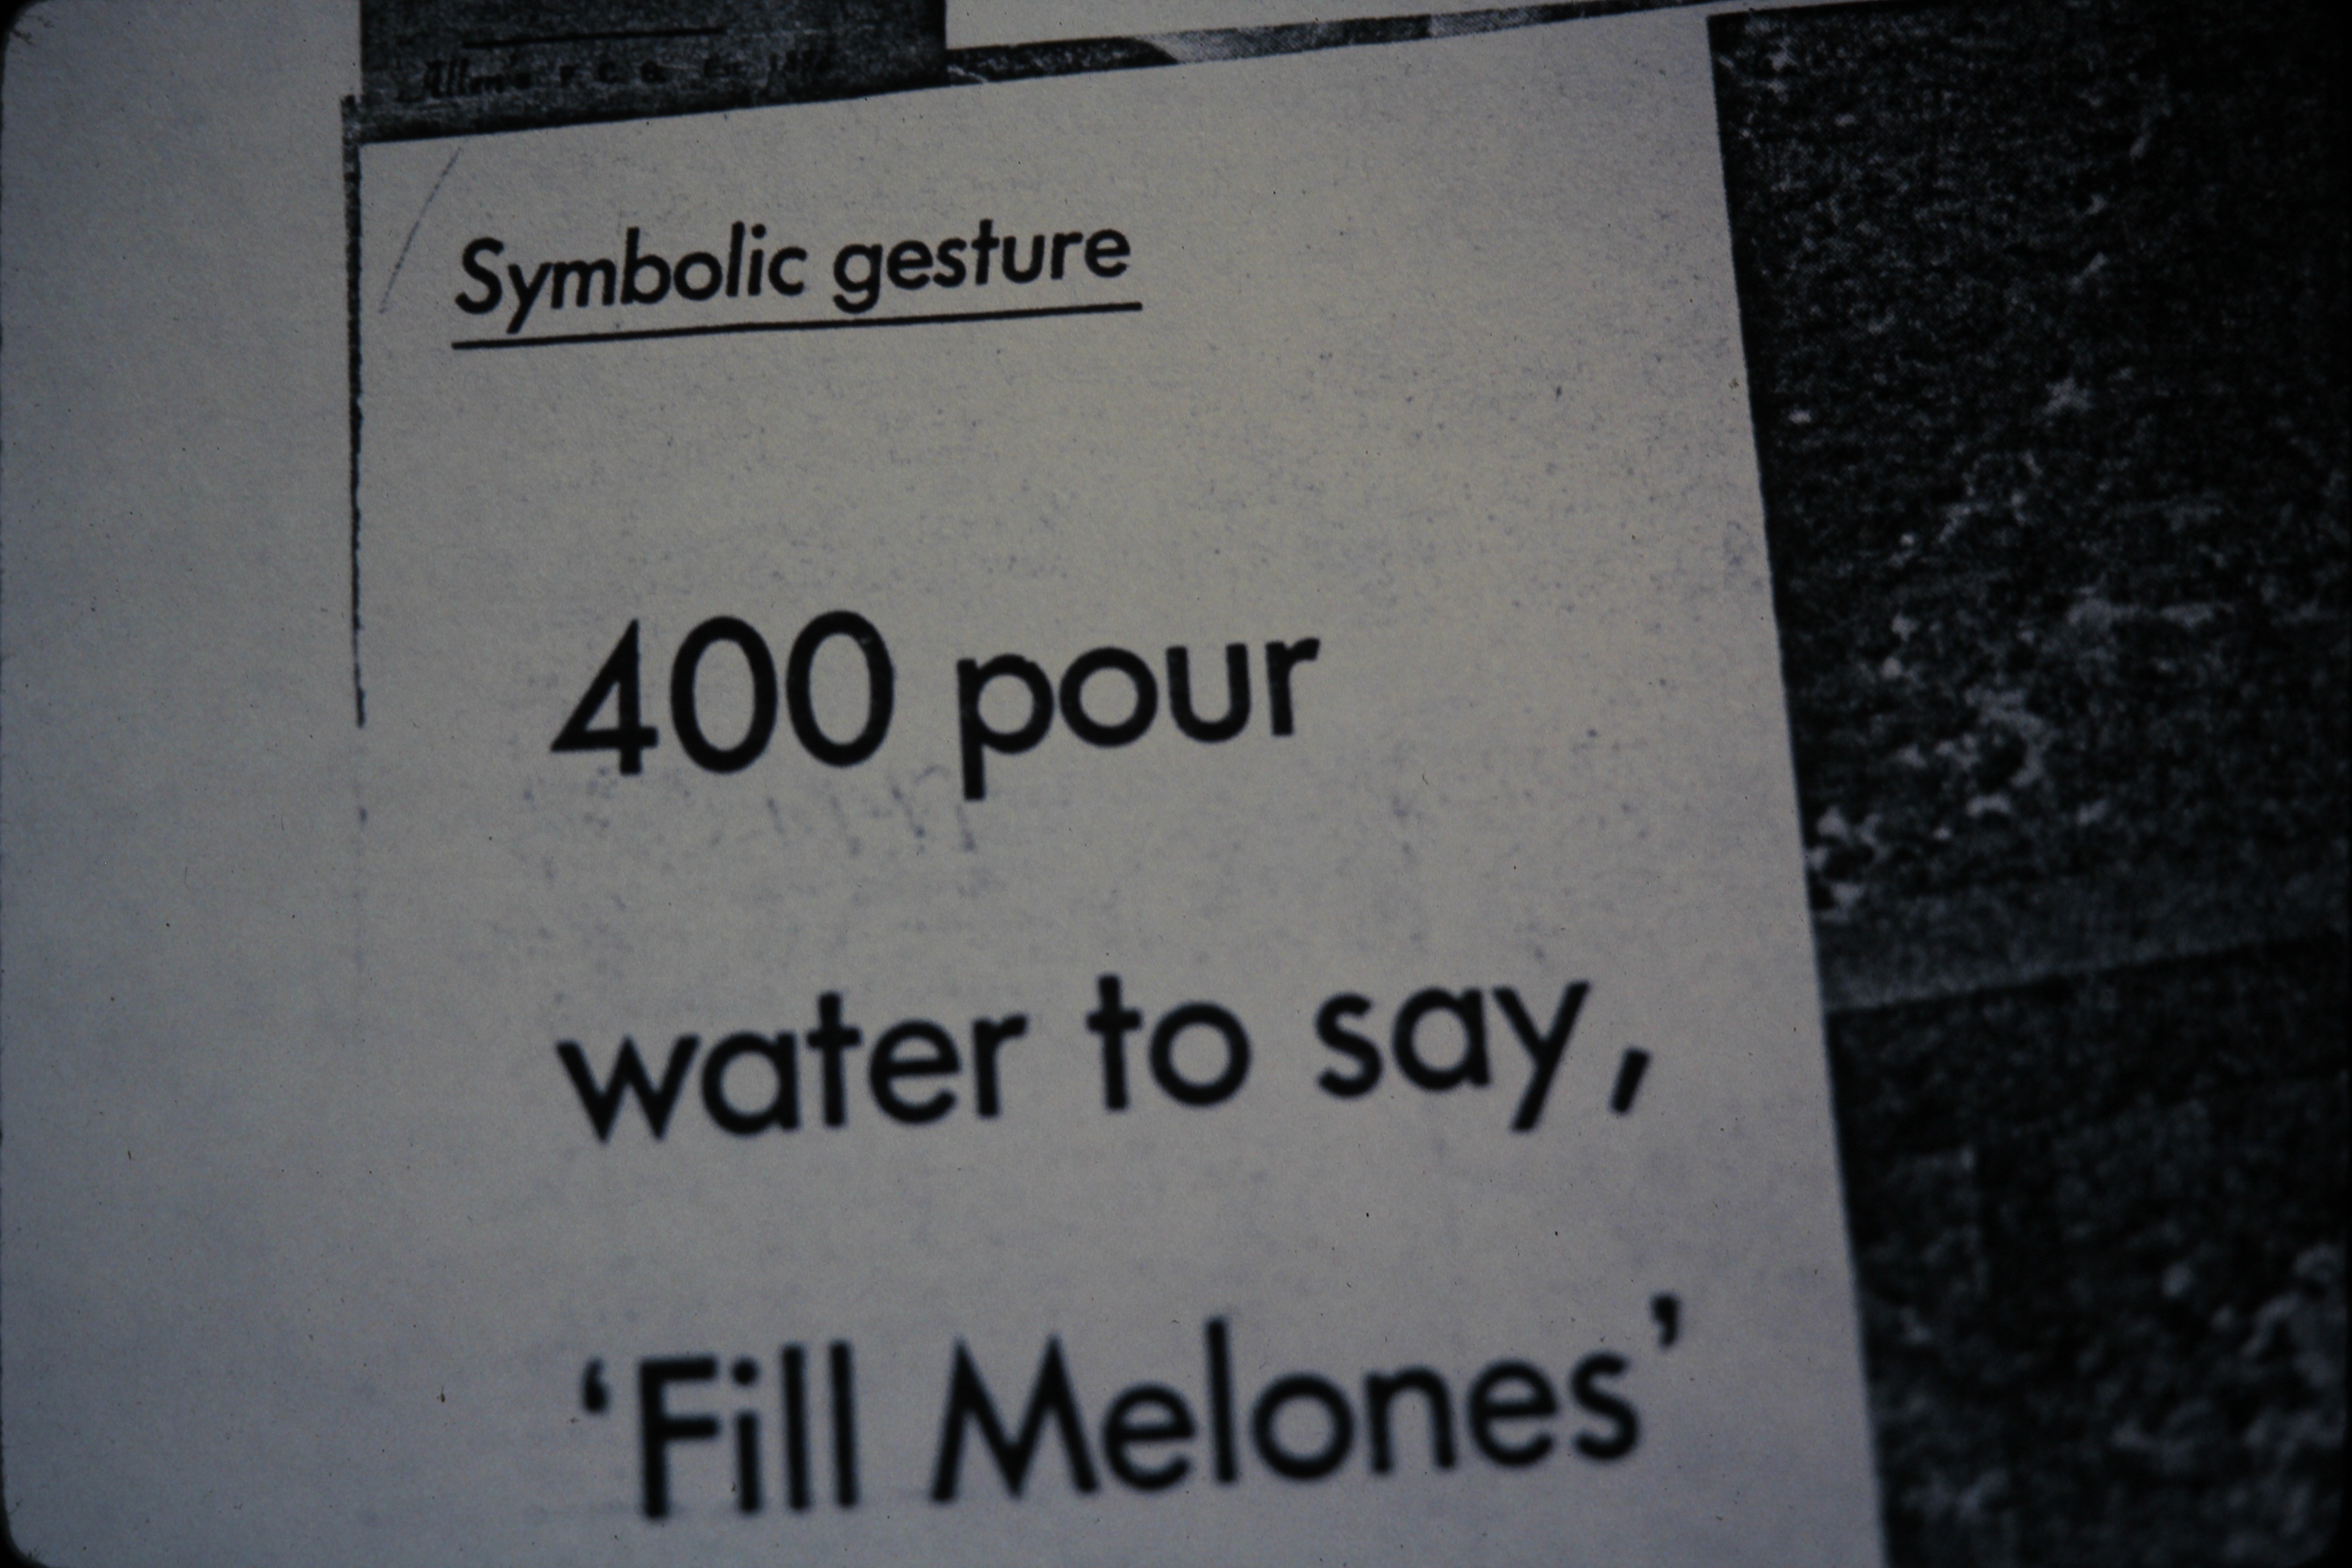 Symbolic gesture
400 pour
water to say,
‘Fill Melones’